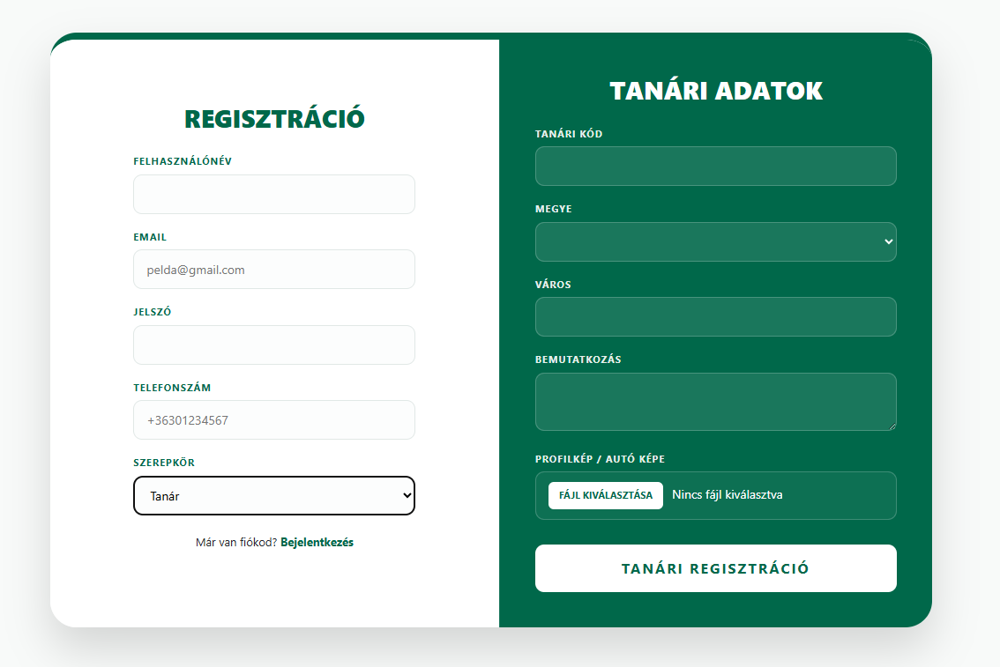 REGISZTRÁCIÓ
FELHASZNÁLÓNÉV
EMAIL
pelda@gmail.com
JELSZÓ
TELEFONSZÁM
+36301234567
SZEREPKÖR
Tanár
Már van fiókod? Bejelentkezés
TANÁRI ADATOK
TANÁRI KÓD
MEGYE
VÁROS
BEMUTATKOZÁS
PROFILKÉP / AUTÓ KÉPE
FÁJL KIVÁLASZTÁSA Nincs fájl kiválasztva
TANÁRI REGISZTRÁCIÓ